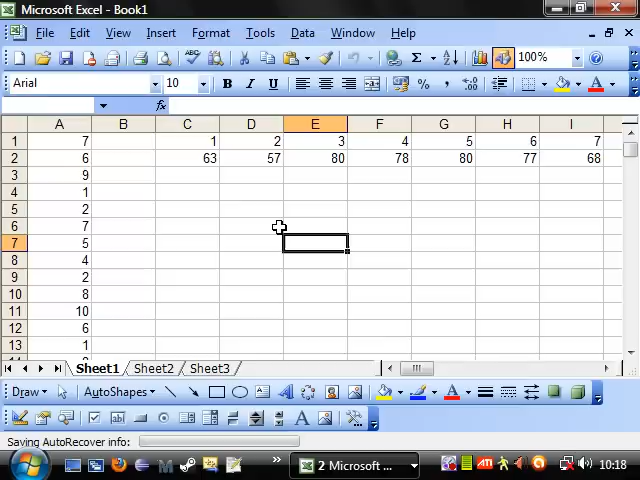 Microsoft Excel - Book1
File Edit View Insert Format Tools Data Window Help
Σ 100%
Arial 10 B I U % ,
fx
A B C D E F G H I
1 7 1 2 3 4 5 6 7
2 6 63 57 80 78 80 77 68
3 9
4 1
5 2
6 7
7 5
8 4
9 2
10 8
11 10
12 6
13 1
Sheet1 Sheet2 Sheet3
Draw AutoShapes A A
ab A
Saving AutoRecover info:
2 Microsoft ... ATI 10:18